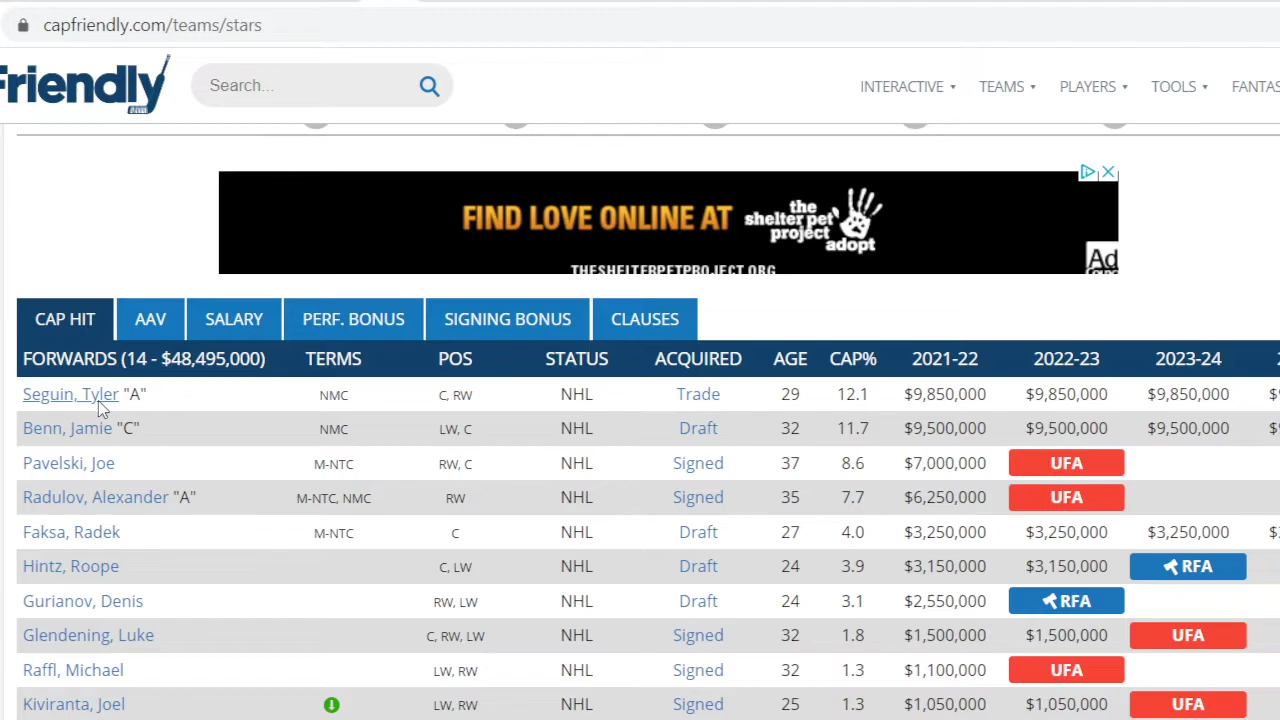 capfriendly.com/teams/stars
Friendly
Search...
INTERACTIVE TEAMS PLAYERS TOOLS FANTAS
FIND LOVE ONLINE AT the shelter pet project adopt
THESHELTERPETPROJECT.ORG
Ad
CAP HIT AAV SALARY PERF. BONUS SIGNING BONUS CLAUSES
FORWARDS (14 - $48,495,000) TERMS POS STATUS ACQUIRED AGE CAP% 2021-22 2022-23 2023-24
Seguin, Tyler "A" NMC C, RW NHL Trade 29 12.1 $9,850,000 $9,850,000 $9,850,000 $
Benn, Jamie "C" NMC LW, C NHL Draft 32 11.7 $9,500,000 $9,500,000 $9,500,000 $
Pavelski, Joe M-NTC RW, C NHL Signed 37 8.6 $7,000,000 UFA
Radulov, Alexander "A" M-NTC, NMC RW NHL Signed 35 7.7 $6,250,000 UFA
Faksa, Radek M-NTC C NHL Draft 27 4.0 $3,250,000 $3,250,000 $3,250,000 $
Hintz, Roope C, LW NHL Draft 24 3.9 $3,150,000 $3,150,000 RFA
Gurianov, Denis RW, LW NHL Draft 24 3.1 $2,550,000 RFA
Glendening, Luke C, RW, LW NHL Signed 32 1.8 $1,500,000 $1,500,000 UFA
Raffl, Michael LW, RW NHL Signed 32 1.3 $1,100,000 UFA
Kiviranta, Joel LW, RW NHL Signed 25 1.3 $1,050,000 $1,050,000 UFA